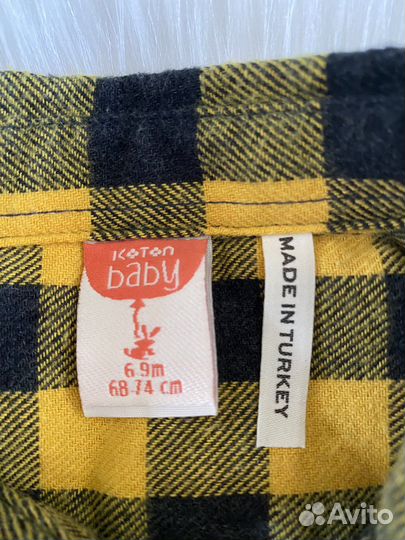 KOTON
baby
6-9m
68-74 cm
MADE IN TURKEY
Avito